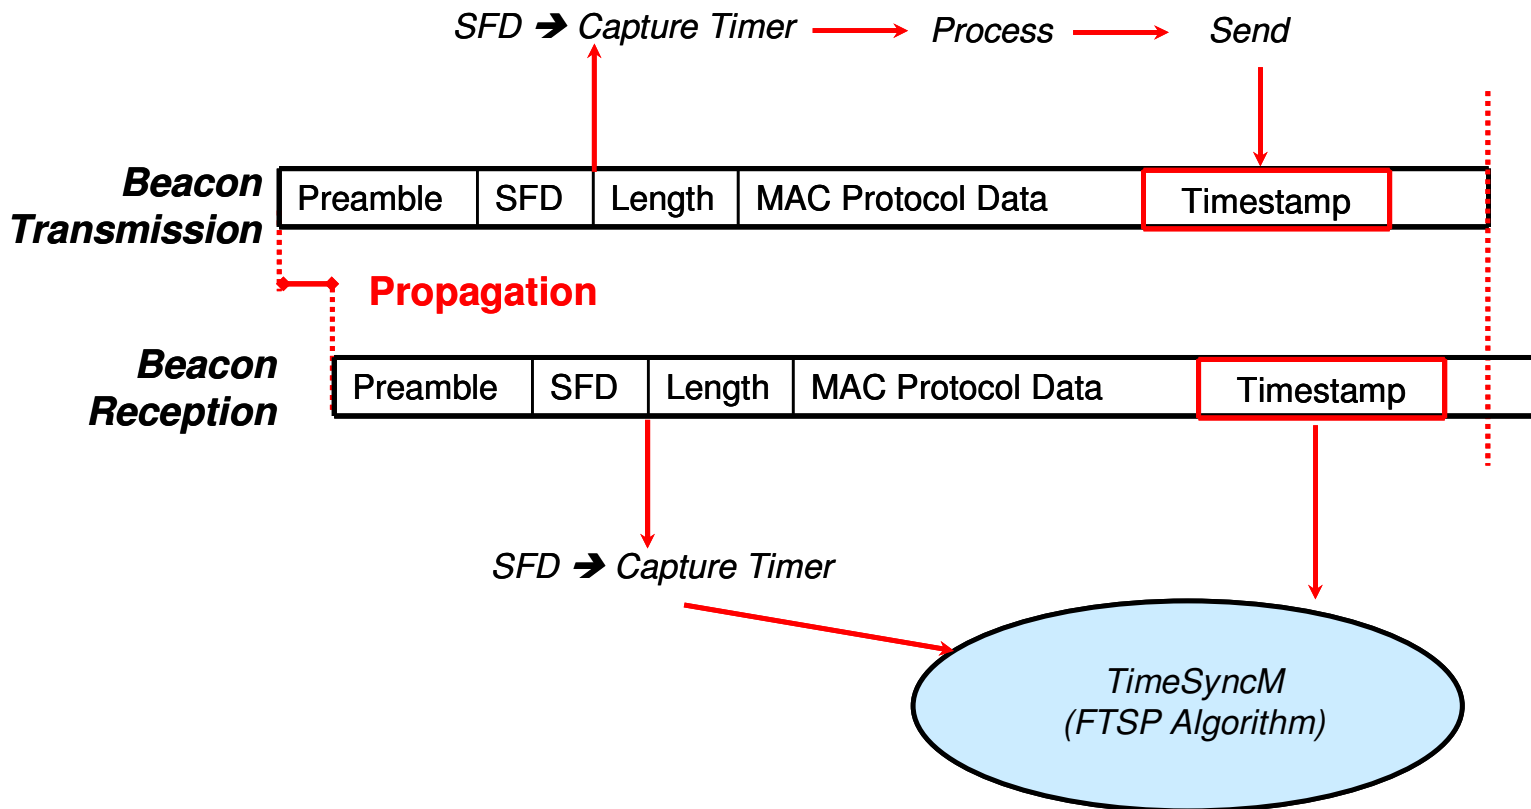 SFD ➔ Capture Timer Process Send
Beacon
Transmission
Preamble SFD Length MAC Protocol Data Timestamp
Propagation
Beacon
Reception
Preamble SFD Length MAC Protocol Data Timestamp
SFD ➔ Capture Timer
TimeSyncM
(FTSP Algorithm)